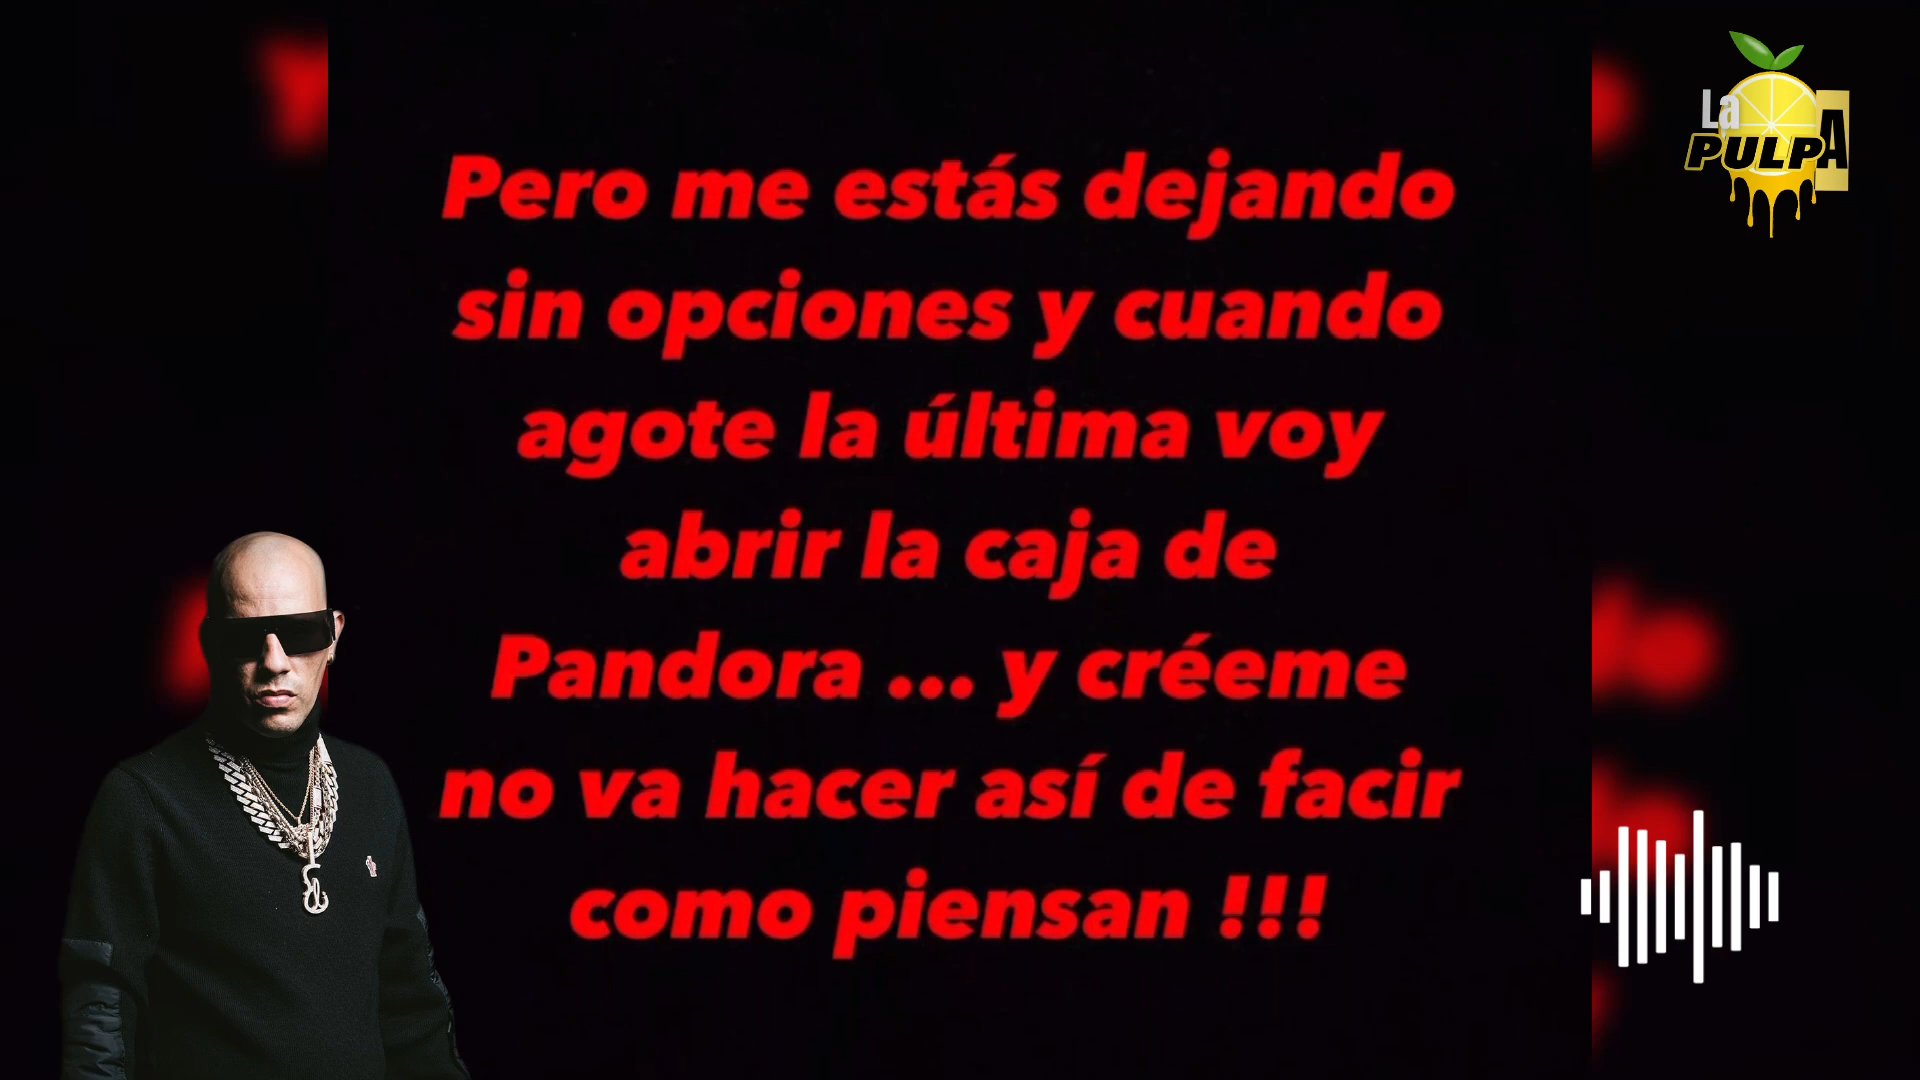 La
PULPA
Pero me estás dejando
sin opciones y cuando
agote la última voy
abrir la caja de
Pandora ... y créeme
no va hacer así de facir
como piensan !!!